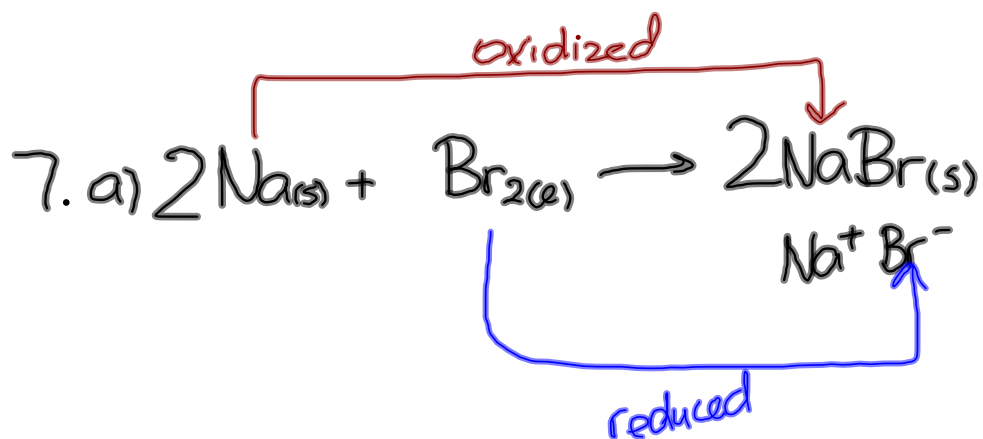 oxidized
7. a) 2Na(s) + Br2(l) → 2NaBr(s)
Na+ Br-
reduced